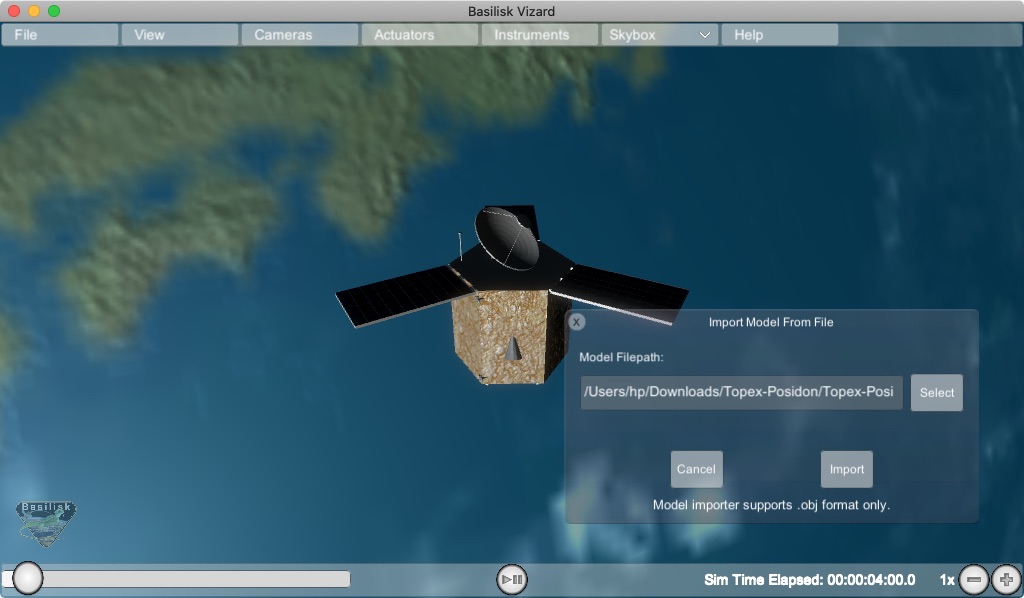 Basilisk Vizard
File View Cameras Actuators Instruments Skybox Help
X Import Model From File
Model Filepath:
/Users/hp/Downloads/Topex-Posidon/Topex-Posi Select
Cancel Import
Model importer supports .obj format only.
Basilisk
Sim Time Elapsed: 00:00:04:00.0 1x